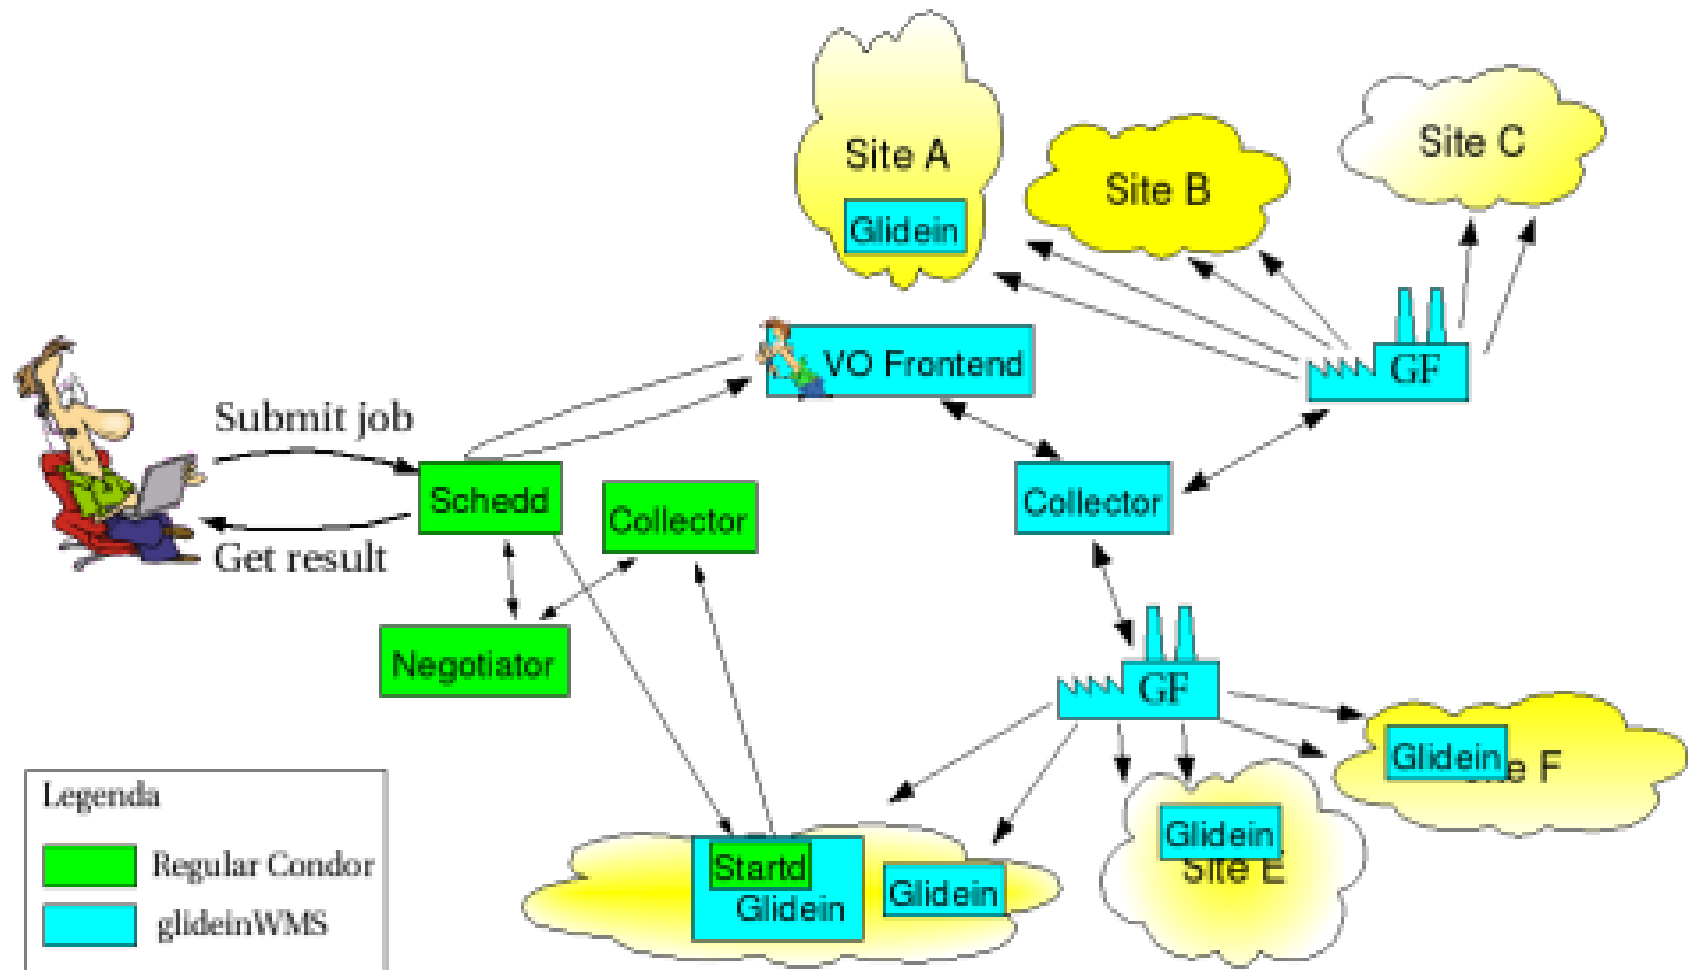 Site A
Glidein
Site B
Site C
VO Frontend
GF
Submit job
Schedd
Collector
Collector
Get result
Negotiator
GF
Glidein
Site E
Glidein
Startd
Glidein
Glidein
Legenda
Regular Condor
glideinWMS